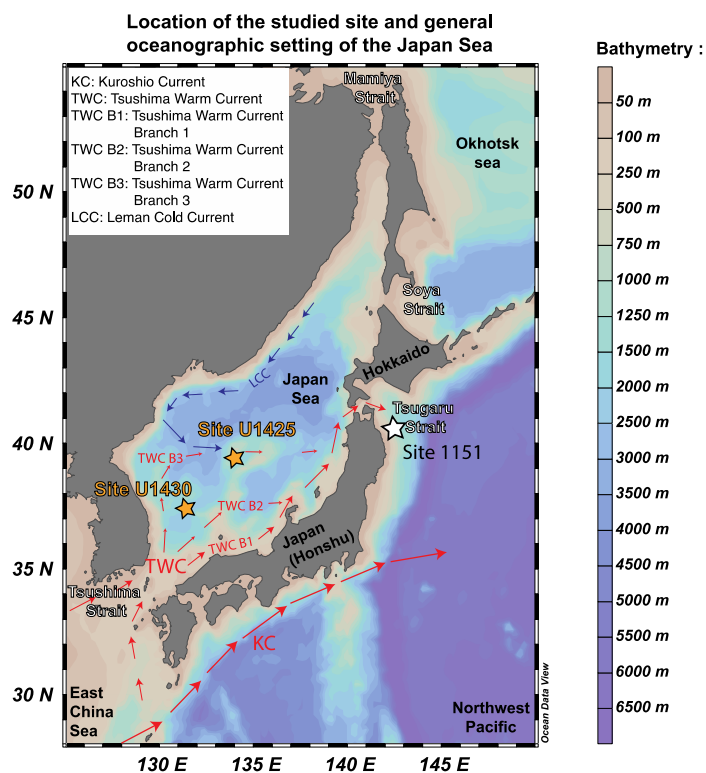 Location of the studied site and general
oceanographic setting of the Japan Sea
Bathymetry :
KC: Kuroshio Current
TWC: Tsushima Warm Current
TWC B1: Tsushima Warm Current
Branch 1
TWC B2: Tsushima Warm Current
Branch 2
TWC B3: Tsushima Warm Current
Branch 3
LCC: Leman Cold Current
Mamiya
Strait
Okhotsk
sea
50 N
Soya
Strait
45 N
Hokkaido
LCC
Japan
Sea
Tsugaru
Strait
Site U1425
40 N
Site 1151
TWC B3
Site U1430
TWC B2
TWC B1
Japan
(Honshu)
TWC
35 N
Tsushima
Strait
KC
30 N
East
China
Sea
Northwest
Pacific
Ocean Data View
130 E
135 E
140 E
145 E
50 m
100 m
250 m
500 m
750 m
1000 m
1250 m
1500 m
2000 m
2500 m
3000 m
3500 m
4000 m
4500 m
5000 m
5500 m
6000 m
6500 m